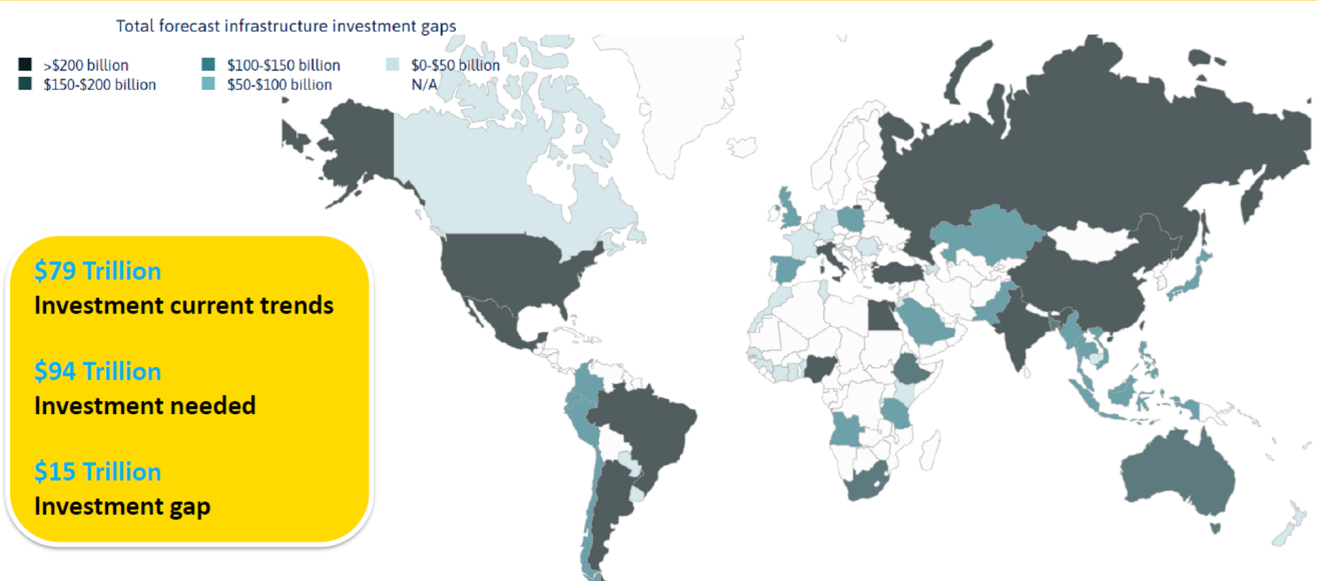 Total forecast infrastructure investment gaps
>$200 billion
$150-$200 billion
$100-$150 billion
$50-$100 billion
$0-$50 billion
N/A
$79 Trillion
Investment current trends
$94 Trillion
Investment needed
$15 Trillion
Investment gap